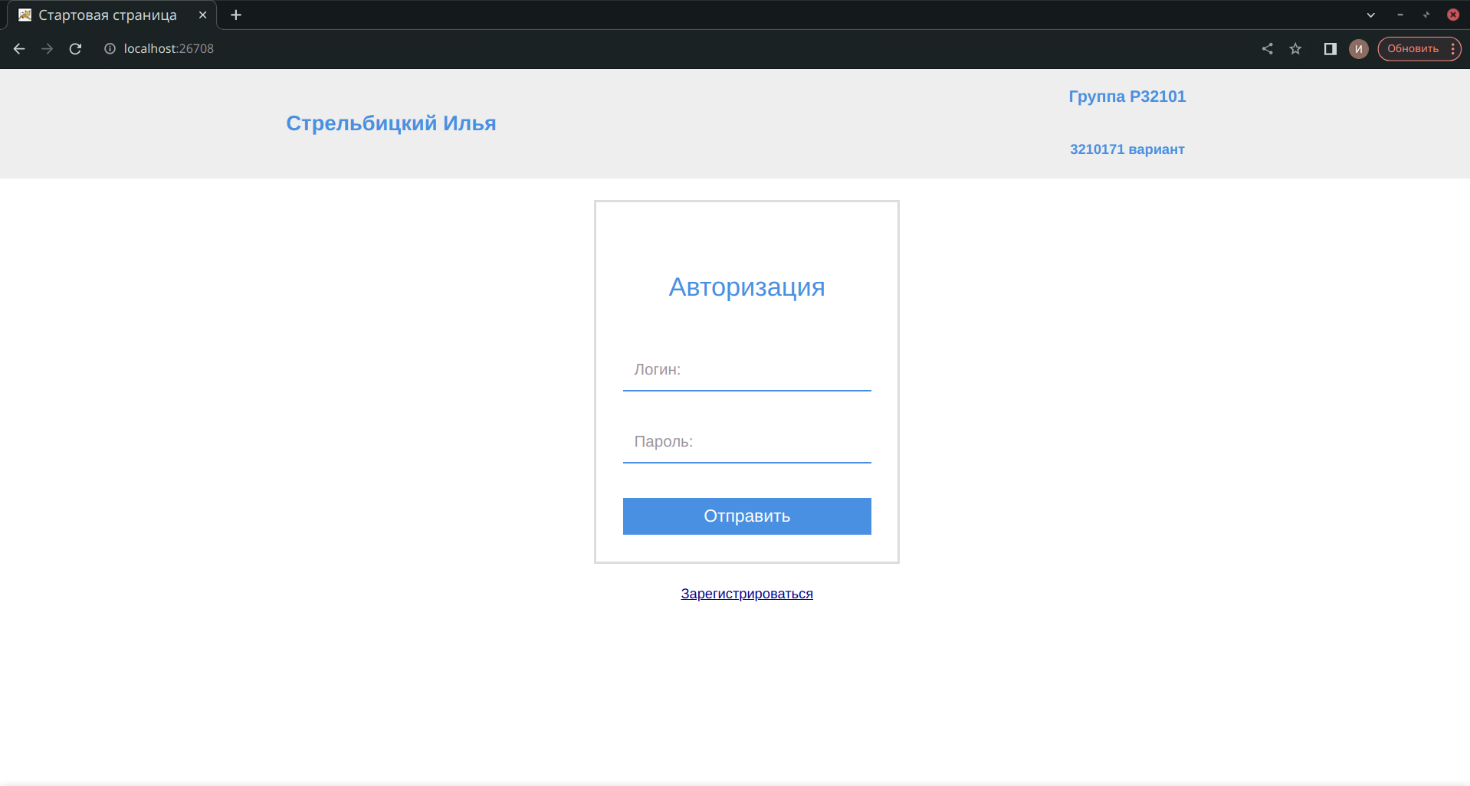 Стартовая страница
localhost:26708
И
Обновить
Стрельбицкий Илья
Группа P32101
3210171 вариант
Авторизация
Логин:
Пароль:
Отправить
Зарегистрироваться